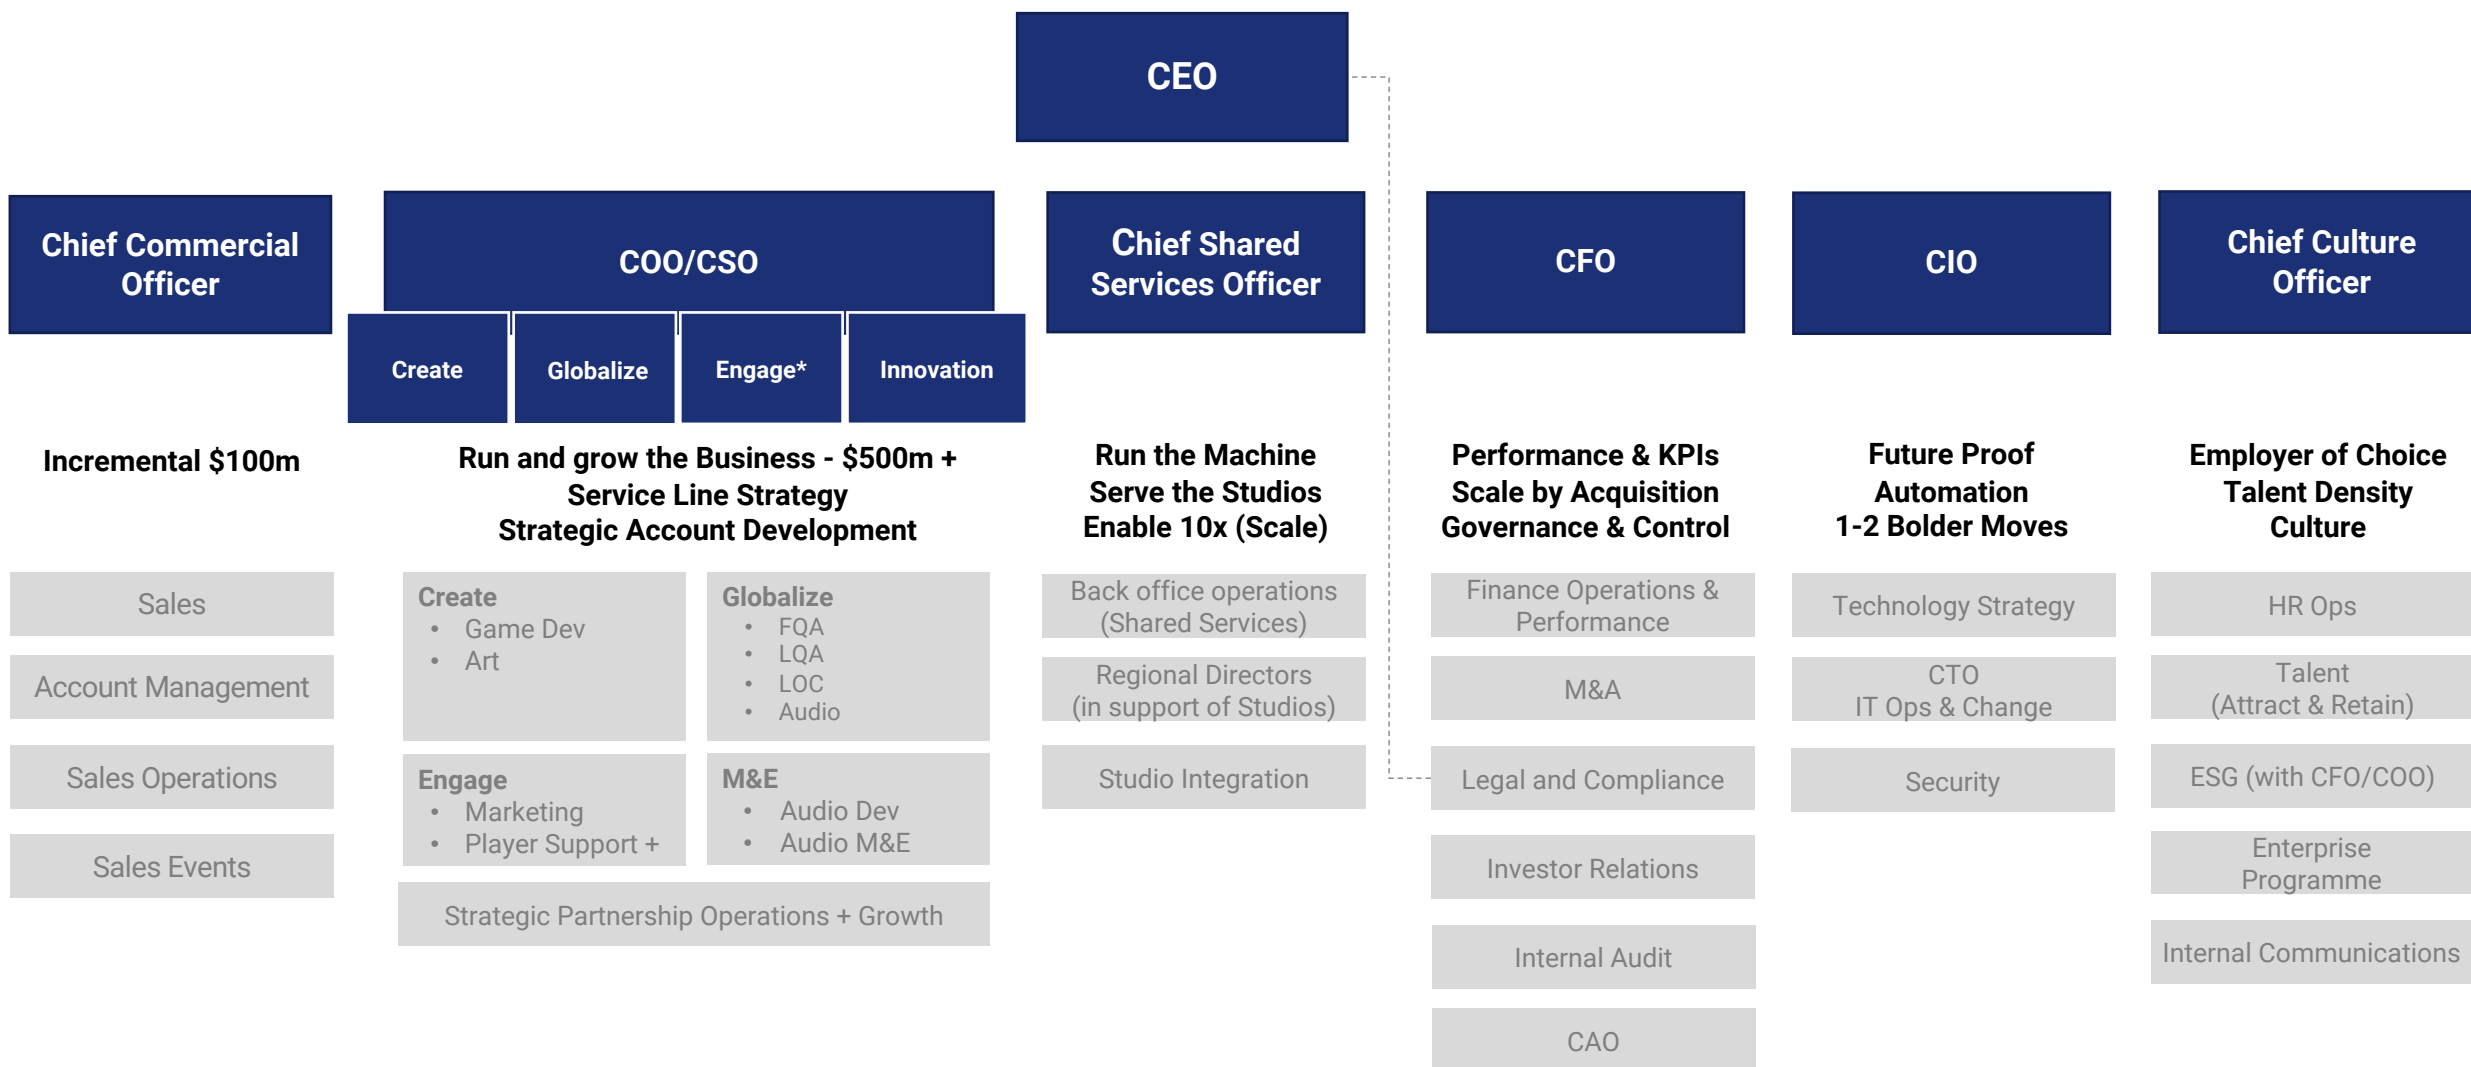 CEO
Chief Commercial
Officer
COO/CSO
Create
Globalize
Engage*
Innovation
Chief Shared
Services Officer
CFO
CIO
Chief Culture
Officer
Incremental $100m
Run and grow the Business - $500m +
Service Line Strategy
Strategic Account Development
Run the Machine
Serve the Studios
Enable 10x (Scale)
Performance & KPIs
Scale by Acquisition
Governance & Control
Future Proof
Automation
1-2 Bolder Moves
Employer of Choice
Talent Density
Culture
Sales
Account Management
Sales Operations
Sales Events
Create
• Game Dev
• Art
Globalize
• FQA
• LQA
• LOC
• Audio
Engage
• Marketing
• Player Support +
M&E
• Audio Dev
• Audio M&E
Strategic Partnership Operations + Growth
Back office operations
(Shared Services)
Regional Directors
(in support of Studios)
Studio Integration
Finance Operations &
Performance
M&A
Legal and Compliance
Investor Relations
Internal Audit
CAO
Technology Strategy
CTO
IT Ops & Change
Security
HR Ops
Talent
(Attract & Retain)
ESG (with CFO/COO)
Enterprise
Programme
Internal Communications